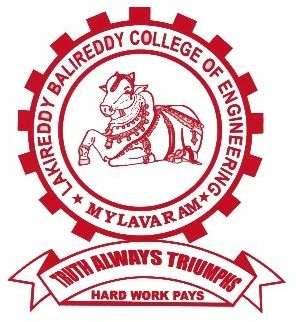 LAKIREDDY BALIREDDY COLLEGE OF ENGINEERING
★ MYLAVARAM ★
TRUTH ALWAYS TRIUMPHS
HARD WORK PAYS